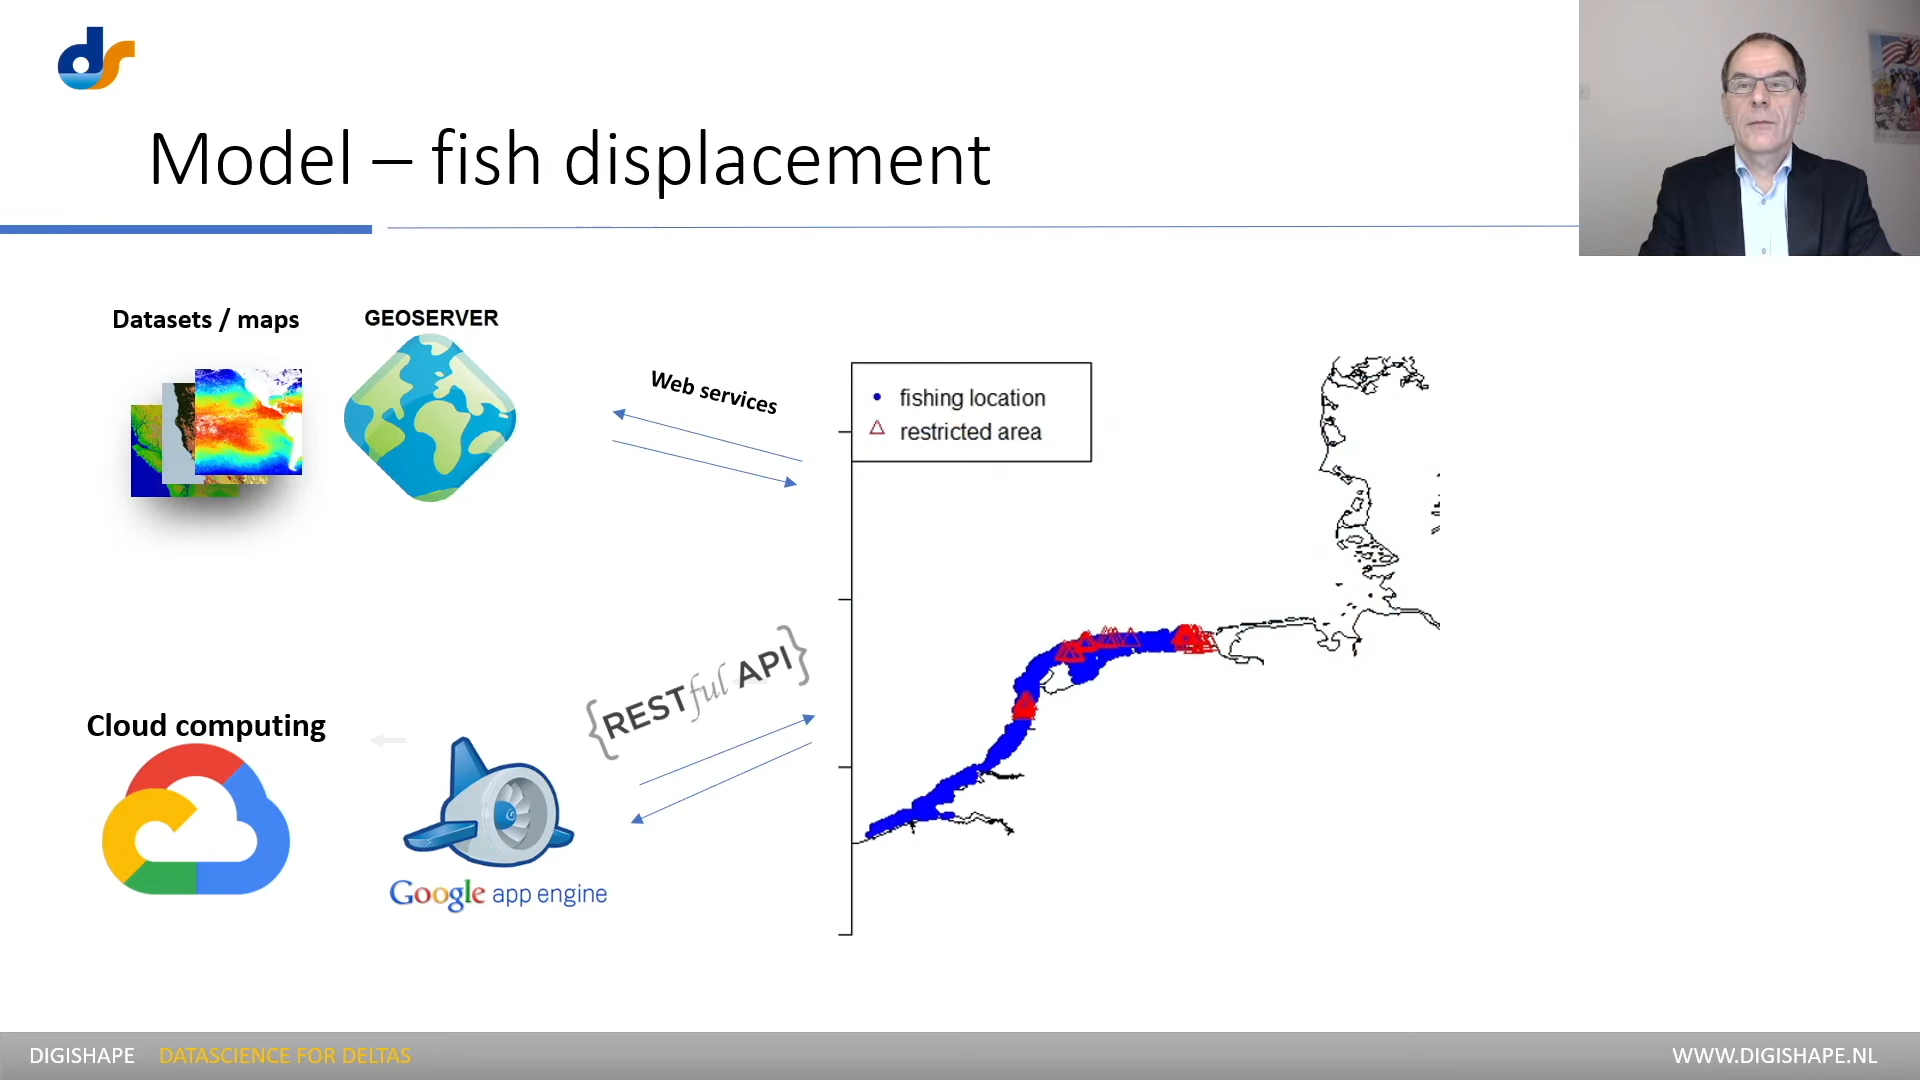 Model – fish displacement
Datasets / maps
GEOSERVER
Web services
fishing location
restricted area
{RESTful API}
Cloud computing
Google app engine
DIGISHAPE DATASCIENCE FOR DELTAS
WWW.DIGISHAPE.NL